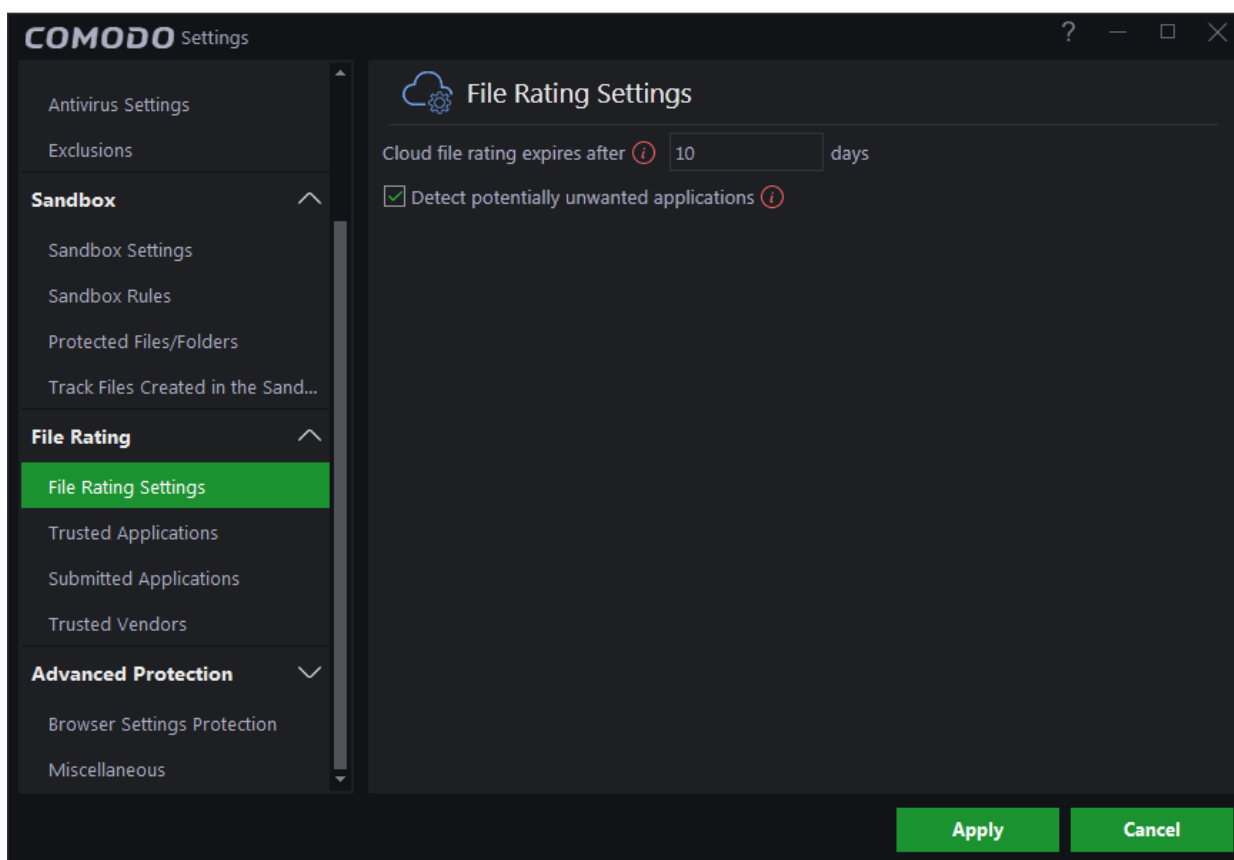 COMODO Settings
?
Antivirus Settings
Exclusions
Sandbox
Sandbox Settings
Sandbox Rules
Protected Files/Folders
Track Files Created in the Sand...
File Rating
File Rating Settings
Trusted Applications
Submitted Applications
Trusted Vendors
Advanced Protection
Browser Settings Protection
Miscellaneous
File Rating Settings
Cloud file rating expires after i 10 days
Detect potentially unwanted applications i
Apply
Cancel